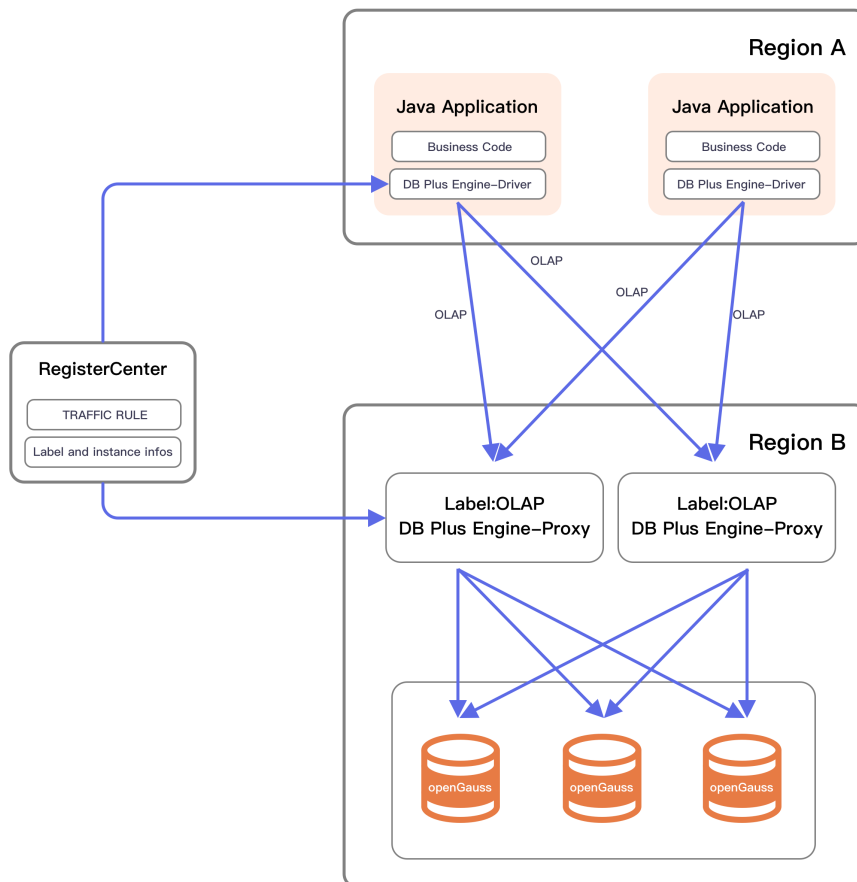 Region A
Java Application
Business Code
DB Plus Engine-Driver
Java Application
Business Code
DB Plus Engine-Driver
OLAP
OLAP
OLAP
OLAP
RegisterCenter
TRAFFIC RULE
Label and instance infos
Region B
Label:OLAP
DB Plus Engine-Proxy
Label:OLAP
DB Plus Engine-Proxy
openGauss
openGauss
openGauss